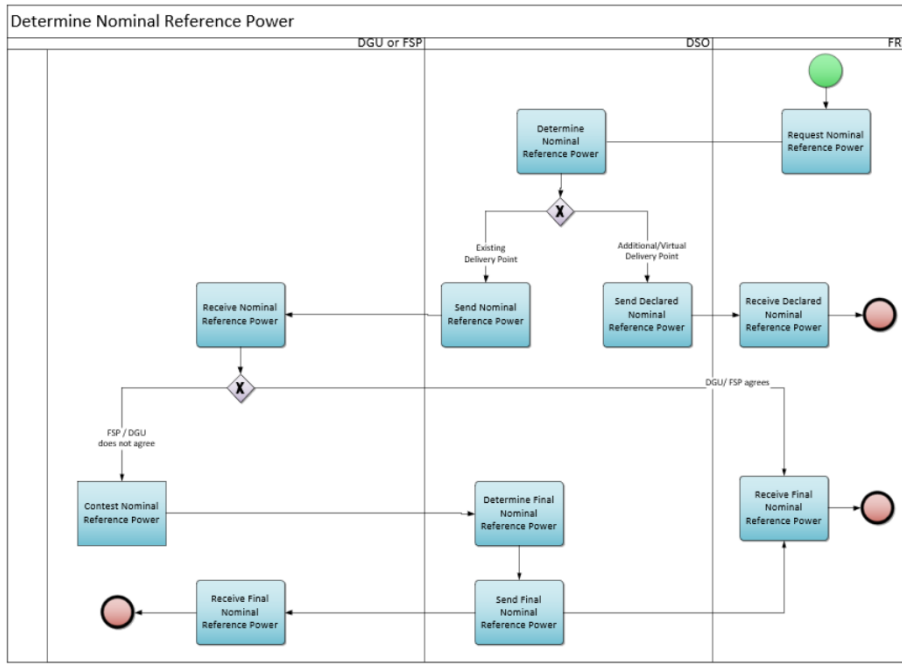 Determine Nominal Reference Power
DGU or FSP
DSO
FR
Determine
Nominal
Reference Power
Request Nominal
Reference Power
X
Existing
Delivery Point
Additional/Virtual
Delivery Point
Receive Nominal
Reference Power
Send Nominal
Reference Power
Send Declared
Nominal
Reference Power
Receive Declared
Nominal
Reference Power
X
DGU/ FSP agrees
FSP / DGU
does not agree
Contest Nominal
Reference Power
Determine Final
Nominal
Reference Power
Receive Final
Nominal
Reference Power
Receive Final
Nominal
Reference Power
Send Final
Nominal
Reference Power